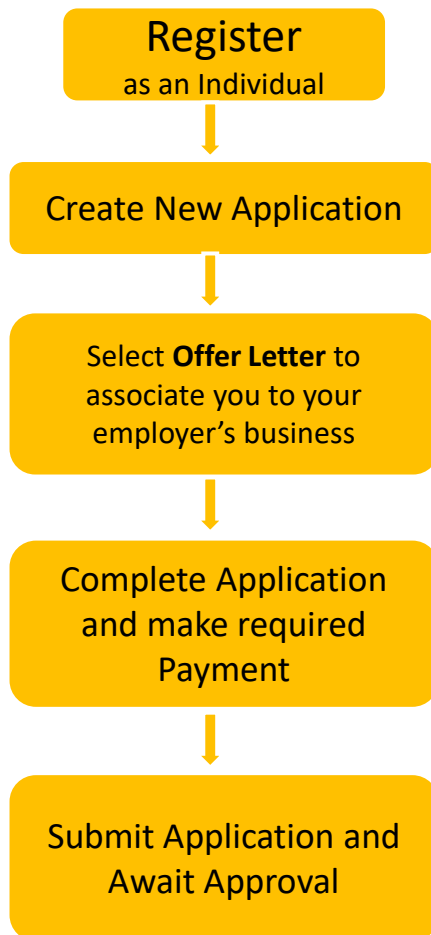 Register
as an Individual
Create New Application
Select Offer Letter to
associate you to your
employer’s business
Complete Application
and make required
Payment
Submit Application and
Await Approval